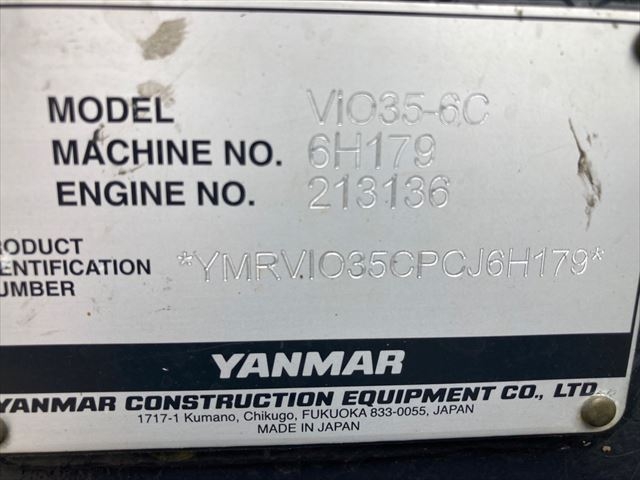 MODEL VIO35-6C
MACHINE NO. 6H179
ENGINE NO. 213136
RODUCT
ENTIFICATION *YMRVIO35CPCJ6H179*
UMBER
YANMAR
YANMAR CONSTRUCTION EQUIPMENT CO., LTD.
1717-1 Kumano, Chikugo, FUKUOKA 833-0055, JAPAN
MADE IN JAPAN